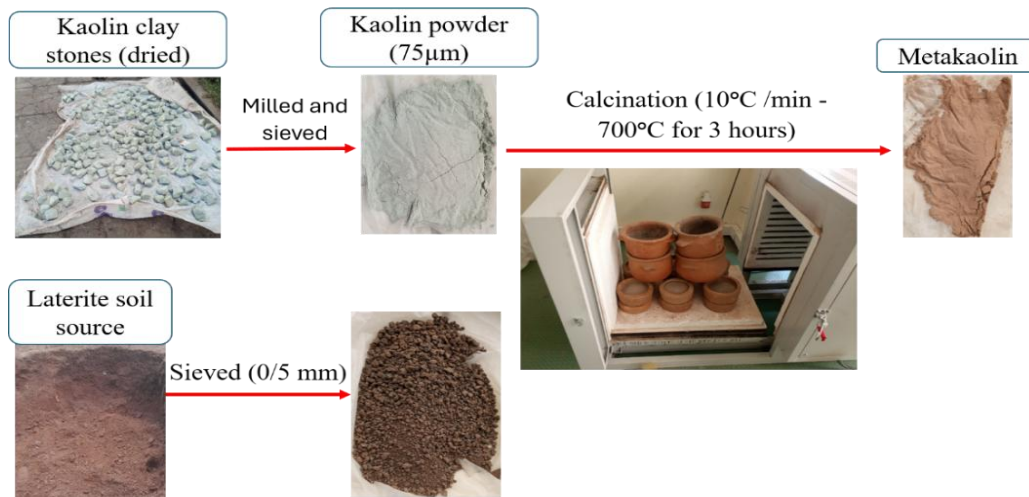 Kaolin clay
stones (dried)
Milled and
sieved
Kaolin powder
(75µm)
Calcination (10°C /min -
700°C for 3 hours)
Metakaolin
Laterite soil
source
Sieved (0/5 mm)